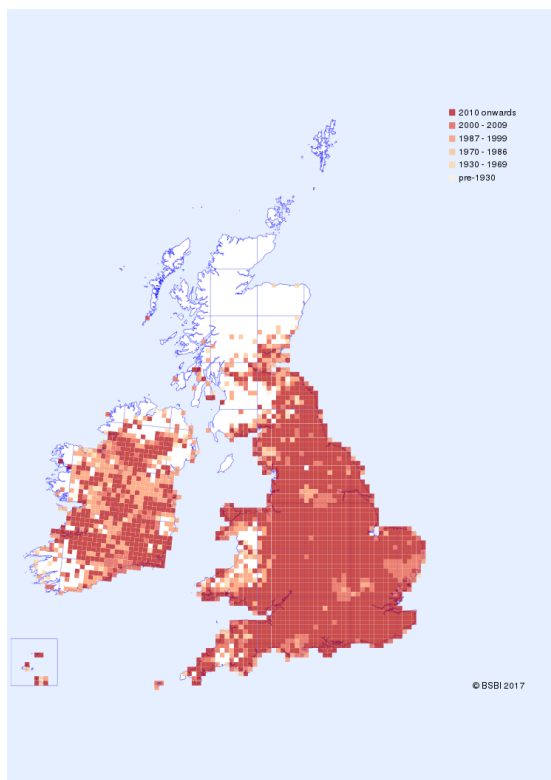 2010 onwards
2000 - 2009
1987 - 1999
1970 - 1986
1930 - 1969
pre-1930
© BSBI 2017